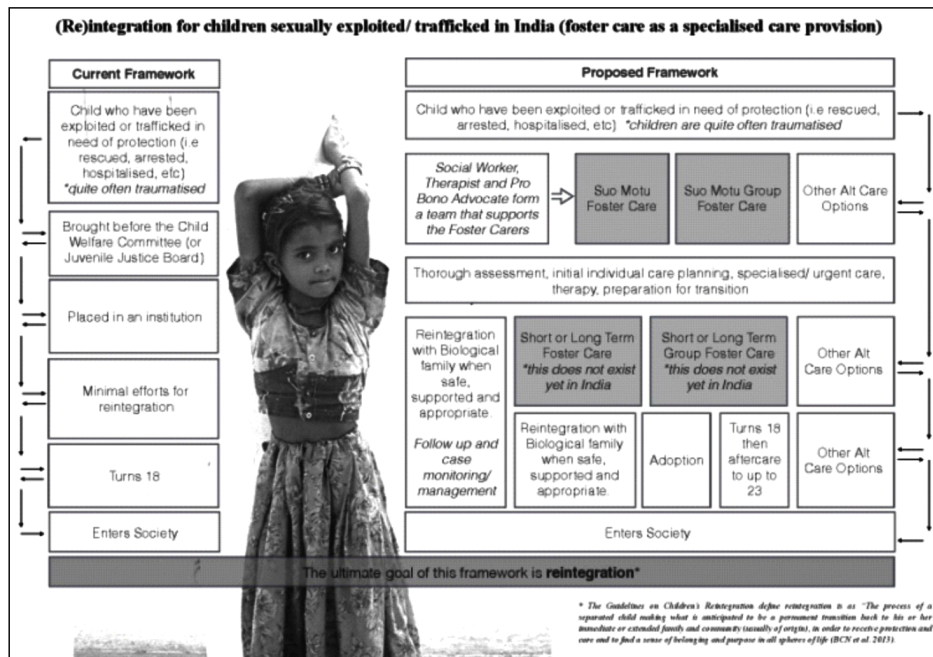 (Re)integration for children sexually exploited/ trafficked in India (foster care as a specialised care provision)
Current Framework
Child who have been
exploited or trafficked in
need of protection (i.e
rescued, arrested,
hospitalised, etc)
*quite often traumatised
Brought before the Child
Welfare Committee (or
Juvenile Justice Board)
Placed in an institution
Minimal efforts for
reintegration
Turns 18
Enters Society
Proposed Framework
Child who have been exploited or trafficked in need of protection (i.e rescued,
arrested, hospitalised, etc) *children are quite often traumatised
Social Worker,
Therapist and Pro
Bono Advocate form
a team that supports
the Foster Carers
Suo Motu
Foster Care
Suo Motu Group
Foster Care
Other Alt Care
Options
Thorough assessment, initial individual care planning, specialised/ urgent care,
therapy, preparation for transition
Reintegration
with Biological
family when
safe,
supported and
appropriate.
Follow up and
case
monitoring/
management
Short or Long Term
Foster Care
*this does not exist
yet in India
Short or Long Term
Group Foster Care
*this does not exist
yet in India
Other Alt
Care Options
Reintegration with
Biological family
when safe,
supported and
appropriate.
Adoption
Turns 18
then
aftercare
to up to
23
Other Alt
Care Options
Enters Society
The ultimate goal of this framework is reintegration*
* The Guidelines on Children's Reintegration define reintegration is as "The process of a
separated child making what is anticipated to be a permanent transition back to his or her
immediate or extended family and community (usually of origin), in order to receive protection and
care and to find a sense of belonging and purpose in all spheres of life (BCN et al. 2013).